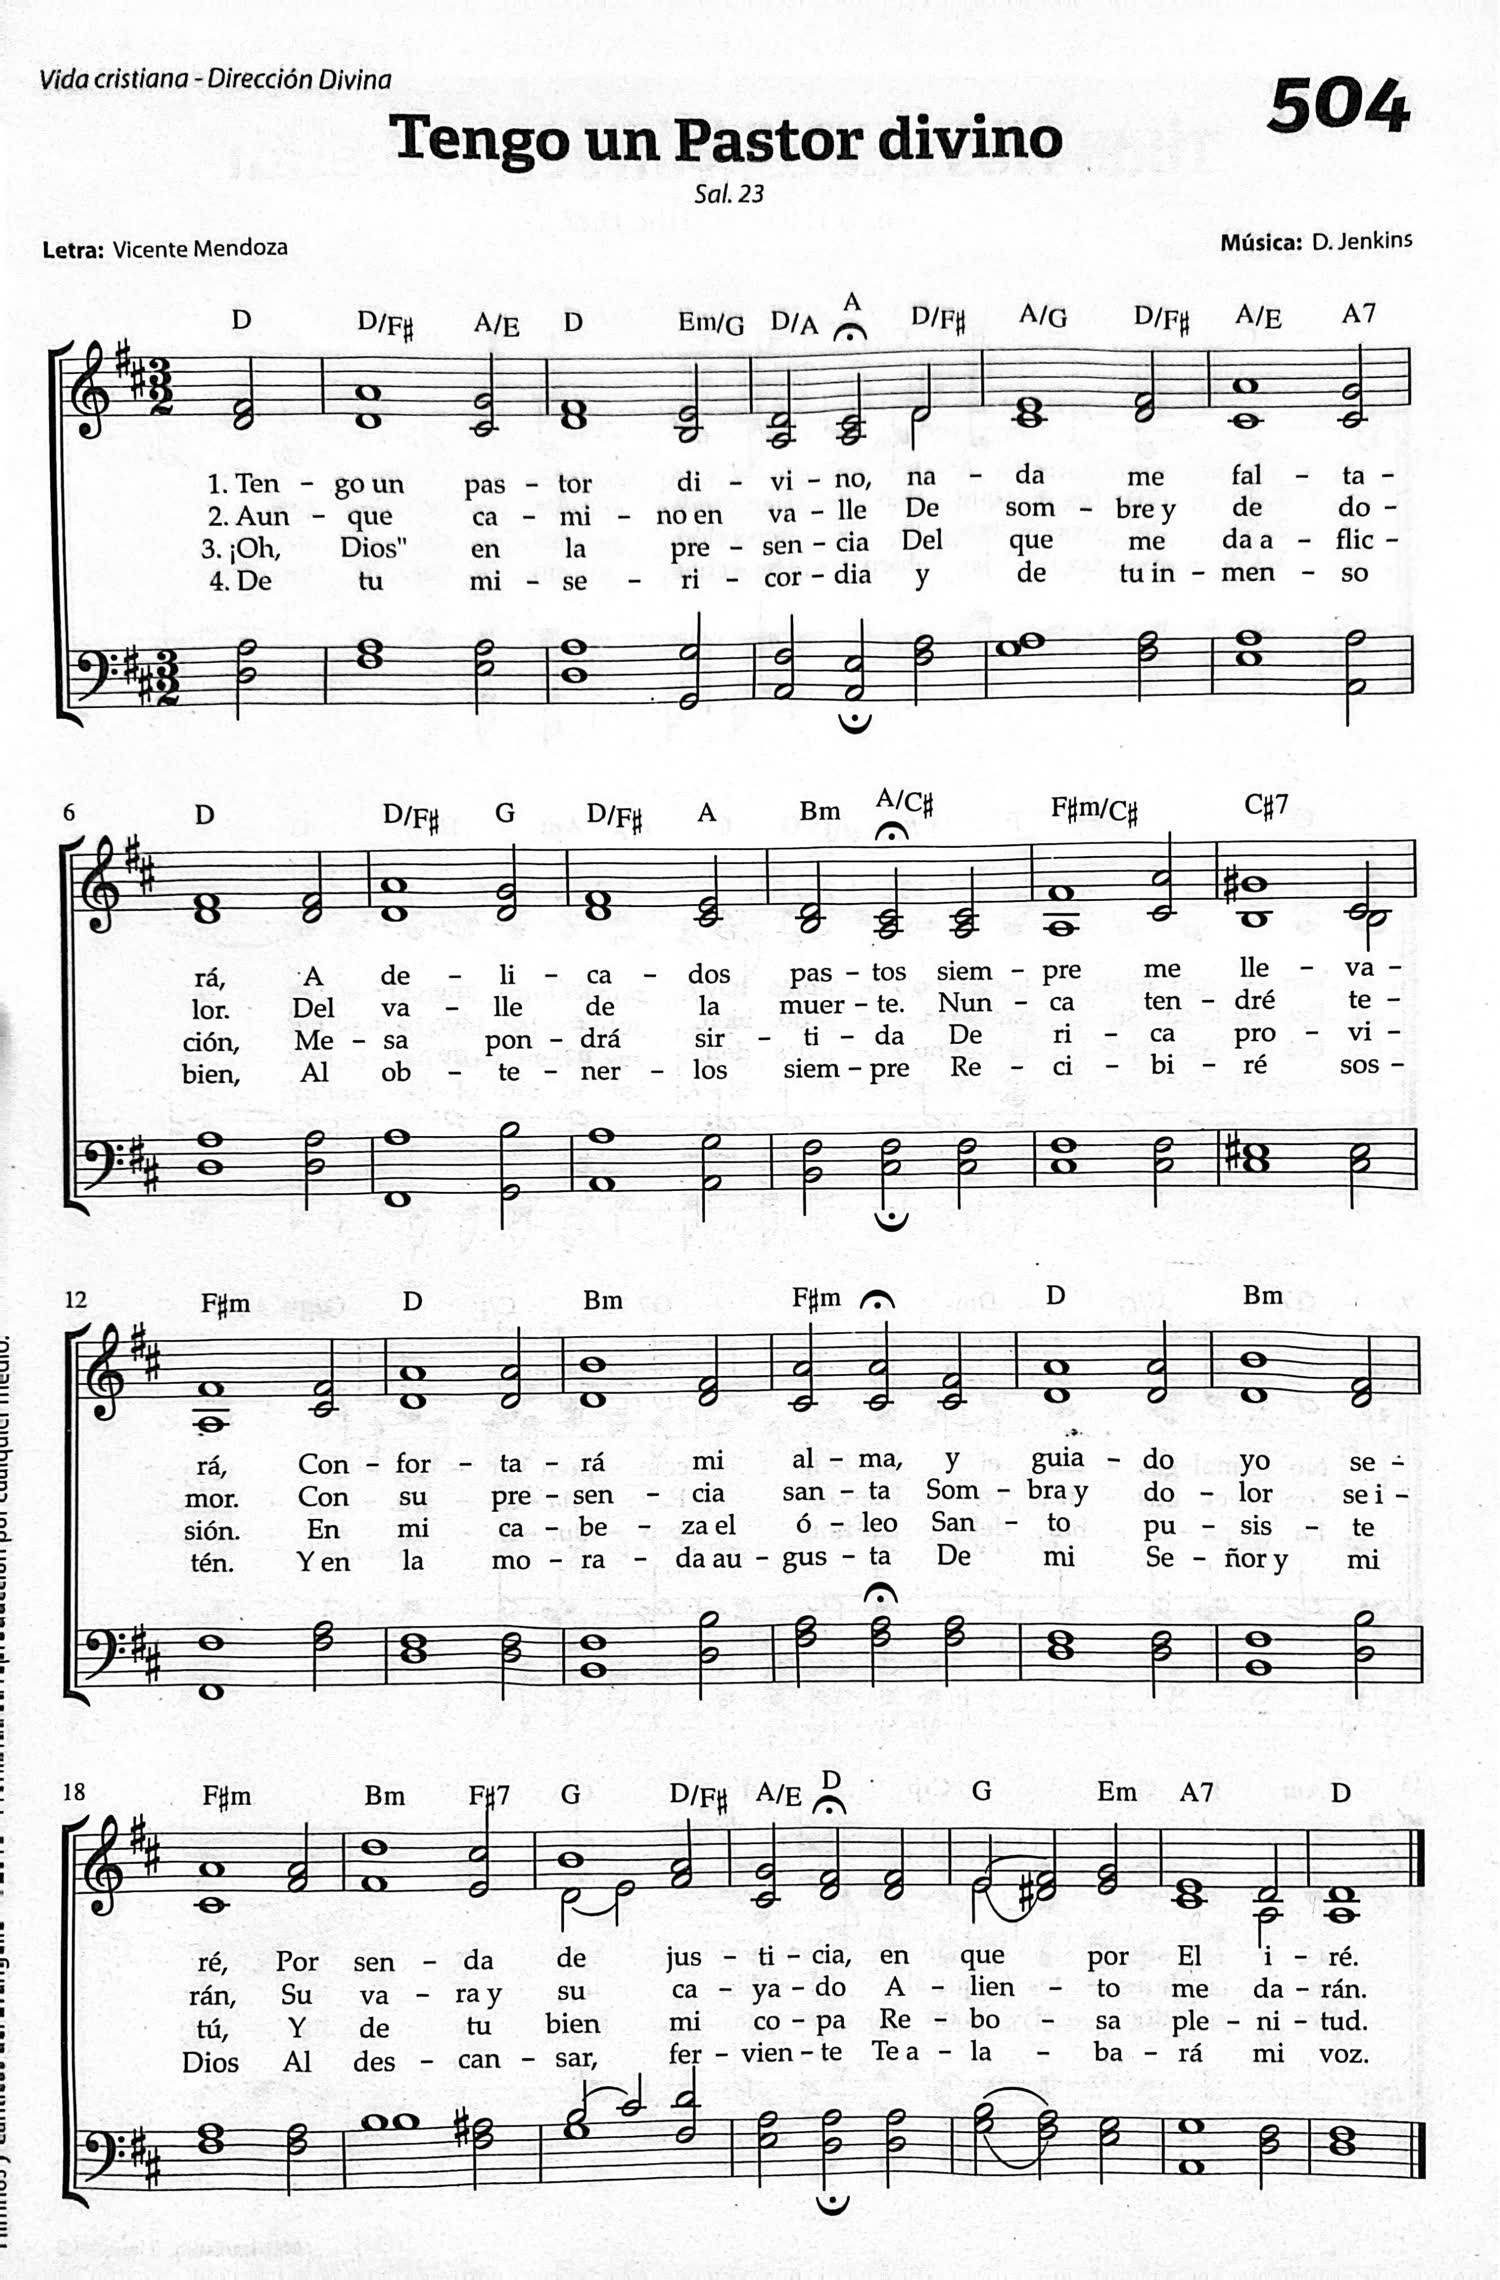 Vida cristiana - Dirección Divina
504
Tengo un Pastor divino
Sal. 23
Letra: Vicente Mendoza
Música: D. Jenkins
D D/F♯ A/E D Em/G D/A A D/F♯ A/G D/F♯ A/E A7
1. Ten - go un pas - tor di - vi - no, na - da me fal - ta -
2. Aun - que ca - mi - no en va - lle De som - bre y de do -
3. ¡Oh, Dios" en la pre - sen - cia Del que me da a - flic -
4. De tu mi - se - ri - cor - dia y de tu in - men - so
6
D D/F♯ G D/F♯ A Bm A/C♯ F♯m/C♯ C♯7
rá, A de - li - ca - dos pas - tos siem - pre me lle - va -
lor. Del va - lle de la muer - te. Nun - ca ten - dré te -
ción, Me - sa pon - drá sir - ti - da De ri - ca pro - vi -
bien, Al ob - te - ner - los siem - pre Re - ci - bi - ré sos -
12
F♯m D Bm F♯m D Bm
rá, Con - for - ta - rá mi al - ma, y guia - do yo se -
mor. Con su pre - sen - cia san - ta Som - bra y do - lor se i -
sión. En mi ca - be - za el ó - leo San - to pu - sis - te
tén. Y en la mo - ra - da au - gus - ta De mi Se - ñor y mi
18
F♯m Bm F♯7 G D/F♯ A/E D G Em A7 D
ré, Por sen - da de jus - ti - cia, en que por El i - ré.
rán, Su va - ra y su ca - ya - do A - lien - to me da - rán.
tú, Y de tu bien mi co - pa Re - bo - sa ple - ni - tud.
Dios Al des - can - sar, fer - vien - te Te a - la - ba - rá mi voz.